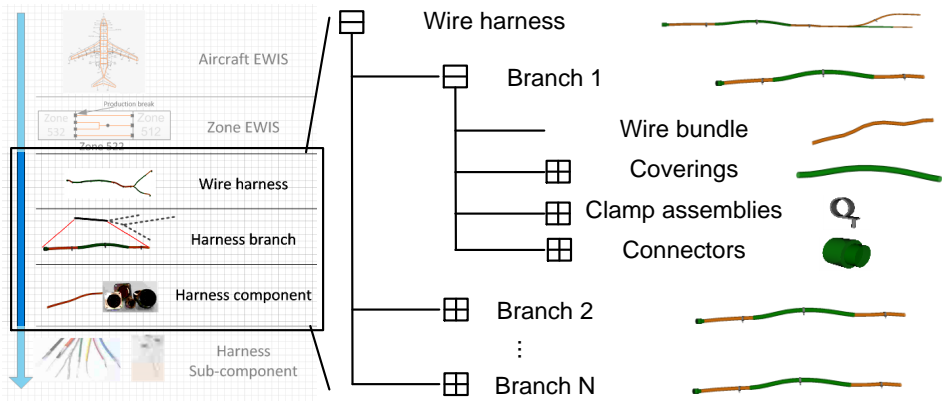 Aircraft EWIS
Production break
Zone
532
Zone
512
Zone EWIS
Zone 522
Wire harness
Harness branch
Harness component
Harness
Sub-component
Wire harness
Branch 1
Wire bundle
Coverings
Clamp assemblies
Connectors
Branch 2
...
Branch N